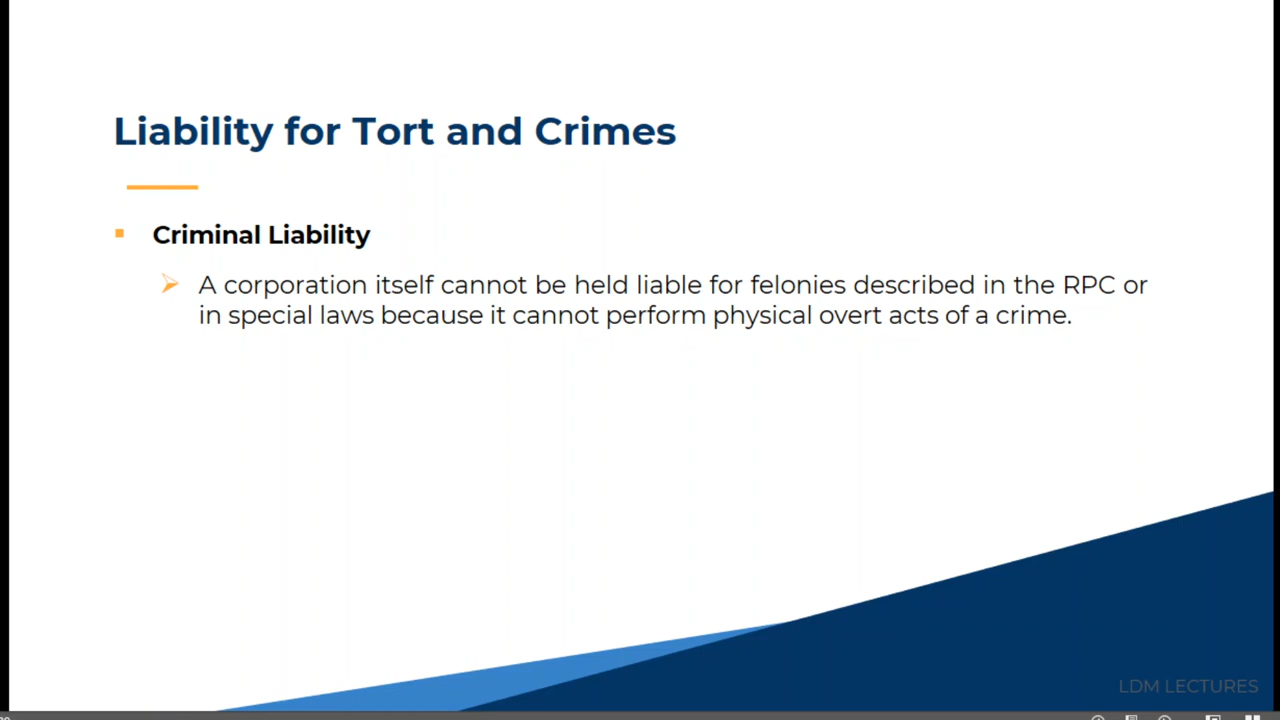 Liability for Tort and Crimes
Criminal Liability
A corporation itself cannot be held liable for felonies described in the RPC or
in special laws because it cannot perform physical overt acts of a crime.
LDM LECTURES